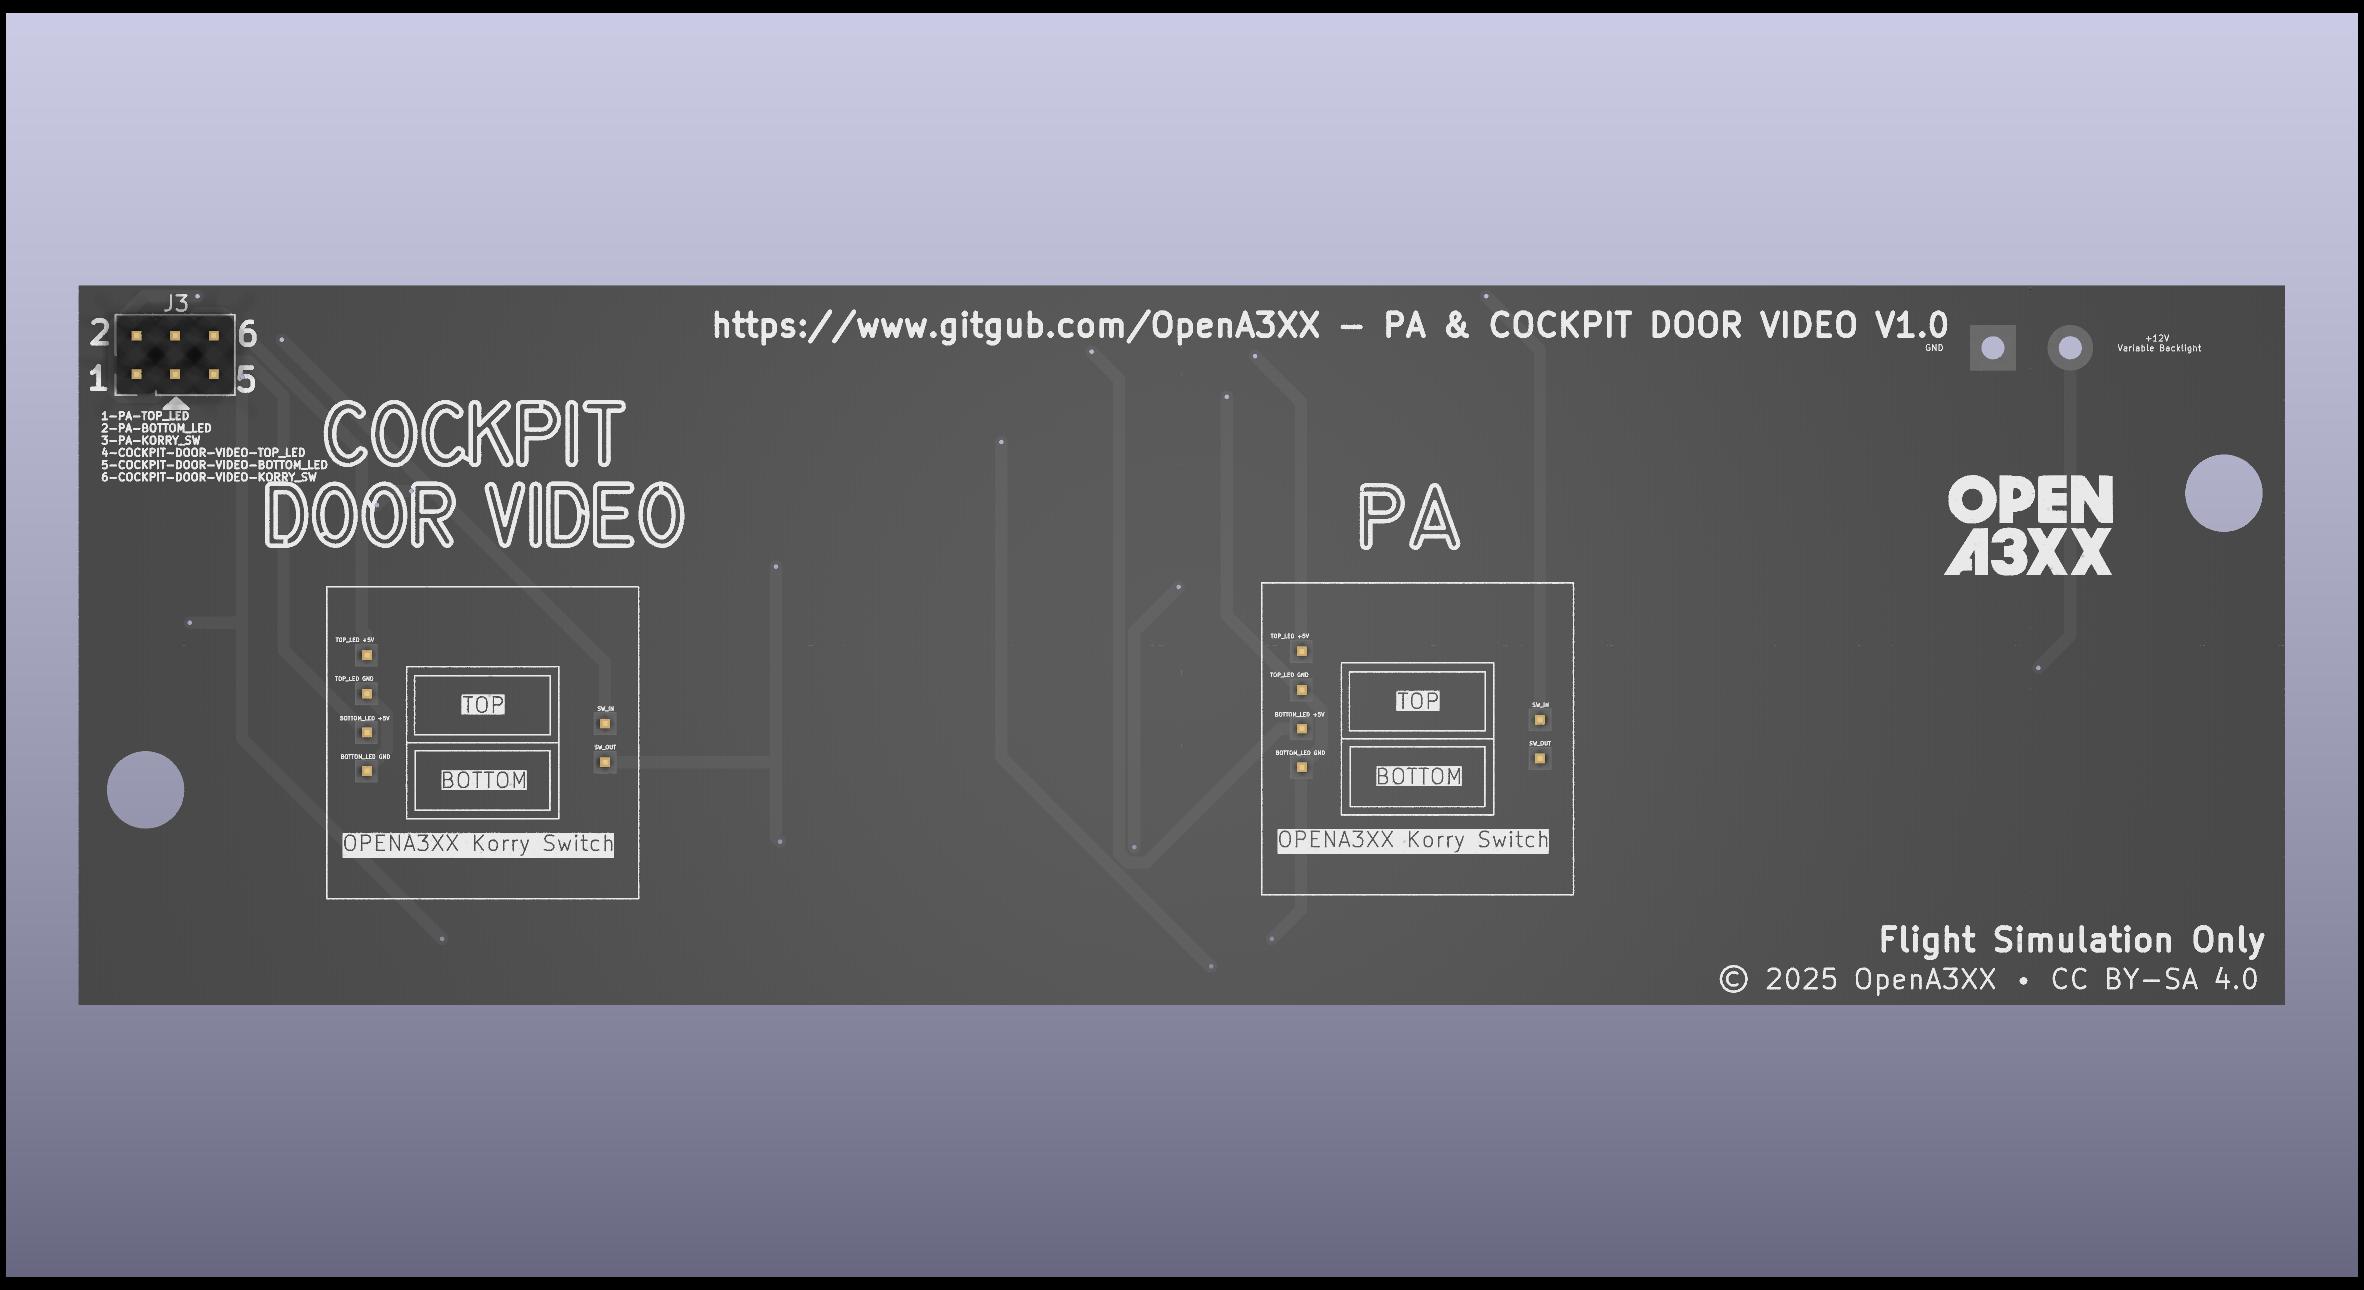 J3
2 6
1 5
1-PA-TOP_LED
2-PA-BOTTOM_LED
3-PA-KORRY_SW
4-COCKPIT-DOOR-VIDEO-TOP_LED
5-COCKPIT-DOOR-VIDEO-BOTTOM_LED
6-COCKPIT-DOOR-VIDEO-KORRY_SW
https://www.gitgub.com/OpenA3XX - PA & COCKPIT DOOR VIDEO V1.0
GND
+12V
Variable Backlight
COCKPIT
DOOR VIDEO
TOP_LED +5V
TOP_LED GND
BOTTOM_LED +5V
BOTTOM_LED GND
TOP
BOTTOM
SW_IN
SW_OUT
OPENA3XX Korry Switch
PA
TOP_LED +5V
TOP_LED GND
BOTTOM_LED +5V
BOTTOM_LED GND
TOP
BOTTOM
SW_IN
SW_OUT
OPENA3XX Korry Switch
OPEN
A3XX
Flight Simulation Only
© 2025 OpenA3XX • CC BY-SA 4.0